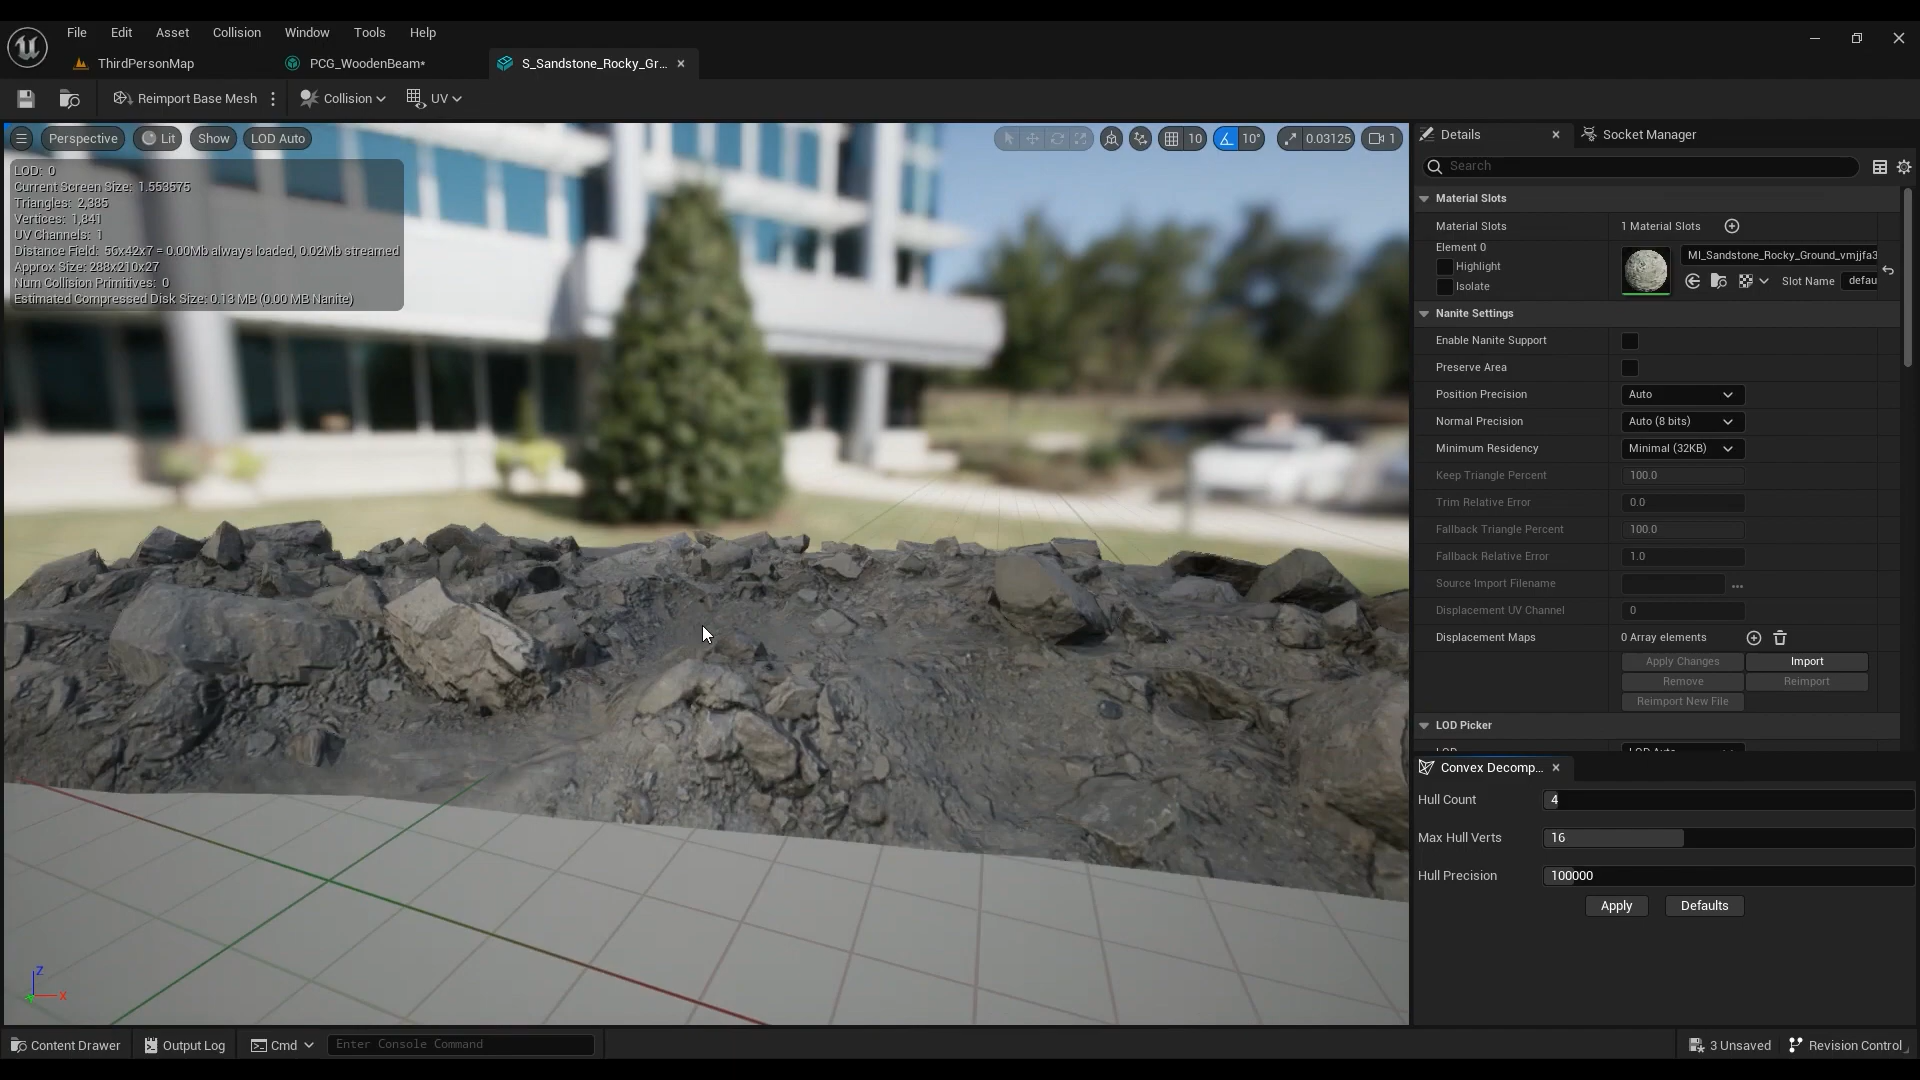 File Edit Asset Collision Window Tools Help
ThirdPersonMap PCG_WoodenBeam* S_Sandstone_Rocky_Gr...
Reimport Base Mesh Collision UV
Perspective Lit Show LOD Auto 10 10° 0.03125 1
LOD: 0
Current Screen Size: 1.553575
Triangles: 2,385
Vertices: 1,841
UV Channels: 1
Distance Field: 56x42x7 = 0.00Mb always loaded, 0.02Mb streamed
Approx Size: 288x210x27
Num Collision Primitives: 0
Estimated Compressed Disk Size: 0.13 MB (0.00 MB Nanite)
Z
X
Details Socket Manager
Search
Material Slots
Material Slots 1 Material Slots
Element 0
Highlight
Isolate
MI_Sandstone_Rocky_Ground_vmjjfa3
Slot Name defau
Nanite Settings
Enable Nanite Support
Preserve Area
Position Precision Auto
Normal Precision Auto (8 bits)
Minimum Residency Minimal (32KB)
Keep Triangle Percent 100.0
Trim Relative Error 0.0
Fallback Triangle Percent 100.0
Fallback Relative Error 1.0
Source Import Filename ...
Displacement UV Channel 0
Displacement Maps 0 Array elements
Apply Changes Import
Remove Reimport
Reimport New File
LOD Picker
LOD LOD Auto
Convex Decomp...
Hull Count 4
Max Hull Verts 16
Hull Precision 100000
Apply Defaults
Content Drawer Output Log Cmd Enter Console Command 3 Unsaved Revision Control